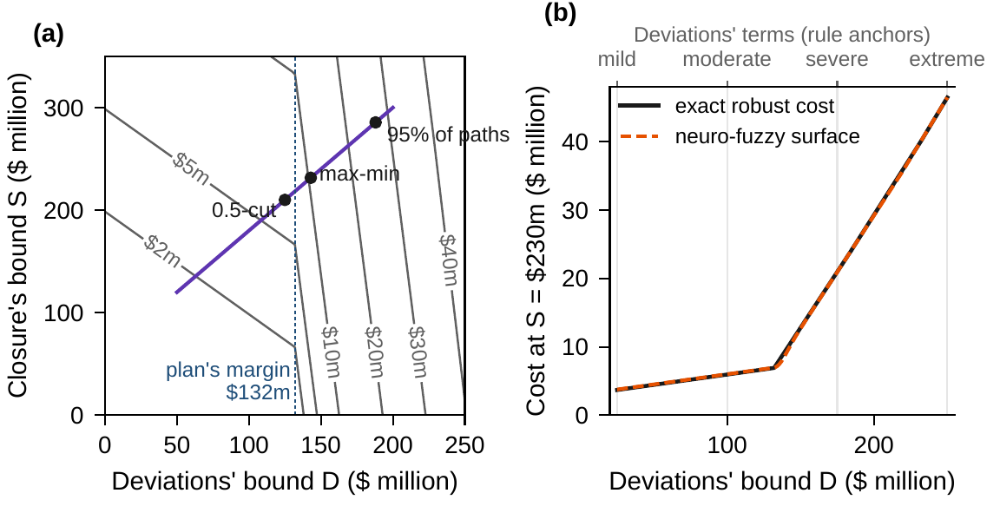 (a)
Closure's bound S ($ million)
300
200
100
0
$5m
$2m
0.5-cut
max-min
95% of paths
$10m
$20m
$30m
$40m
plan's margin
$132m
0 50 100 150 200 250
Deviations' bound D ($ million)
(b)
Deviations' terms (rule anchors)
mild moderate severe extreme
exact robust cost
neuro-fuzzy surface
Cost at S = $230m ($ million)
40
30
20
10
0
100 200
Deviations' bound D ($ million)